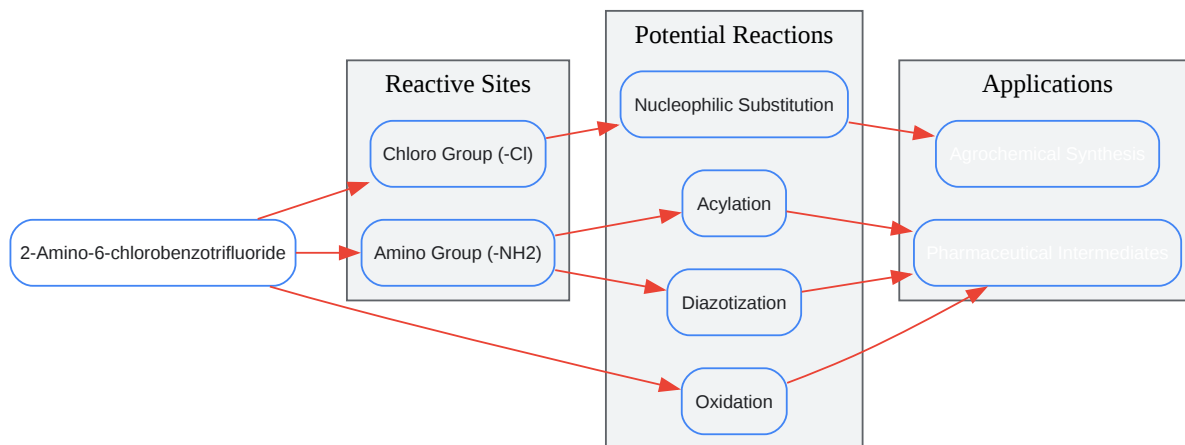 Potential Reactions
Reactive Sites
Applications
Nucleophilic Substitution
Chloro Group (-Cl)
Agrochemical Synthesis
Acylation
2-Amino-6-chlorobenzotrifluoride
Amino Group (-NH2)
Pharmaceutical Intermediates
Diazotization
Oxidation